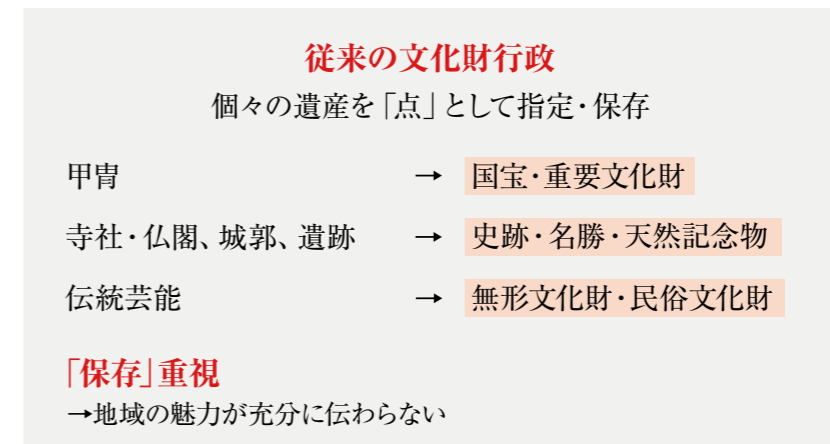 従来の文化財行政
個々の遺産を「点」として指定・保存
甲冑 → 国宝・重要文化財
寺社・仏閣、城郭、遺跡 → 史跡・名勝・天然記念物
伝統芸能 → 無形文化財・民俗文化財
「保存」重視
→地域の魅力が充分に伝わらない